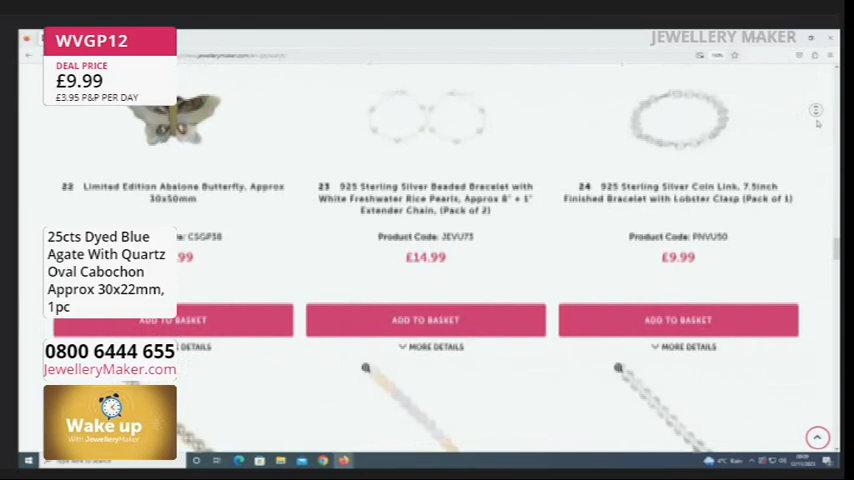 JEWELLERY MAKER
WVGP12
DEAL PRICE
£9.99
£3.95 P&P PER DAY
22 Limited Edition Abalone Butterfly, Approx
30x50mm
23 925 Sterling Silver Beaded Bracelet with
White Freshwater Rice Pearls, Approx 8" + 1"
Extender Chain, (Pack of 2)
24 925 Sterling Silver Coin Link, 7.5inch
Finished Bracelet with Lobster Clasp (Pack of 1)
CSGP38
Product Code: JEVU73
Product Code: PNVU50
.99
£14.99
£9.99
25cts Dyed Blue
Agate With Quartz
Oval Cabochon
Approx 30x22mm,
1pc
ADD TO BASKET
ADD TO BASKET
ADD TO BASKET
DETAILS
MORE DETAILS
MORE DETAILS
0800 6444 655
JewelleryMaker.com
Wake up
With JewelleryMaker